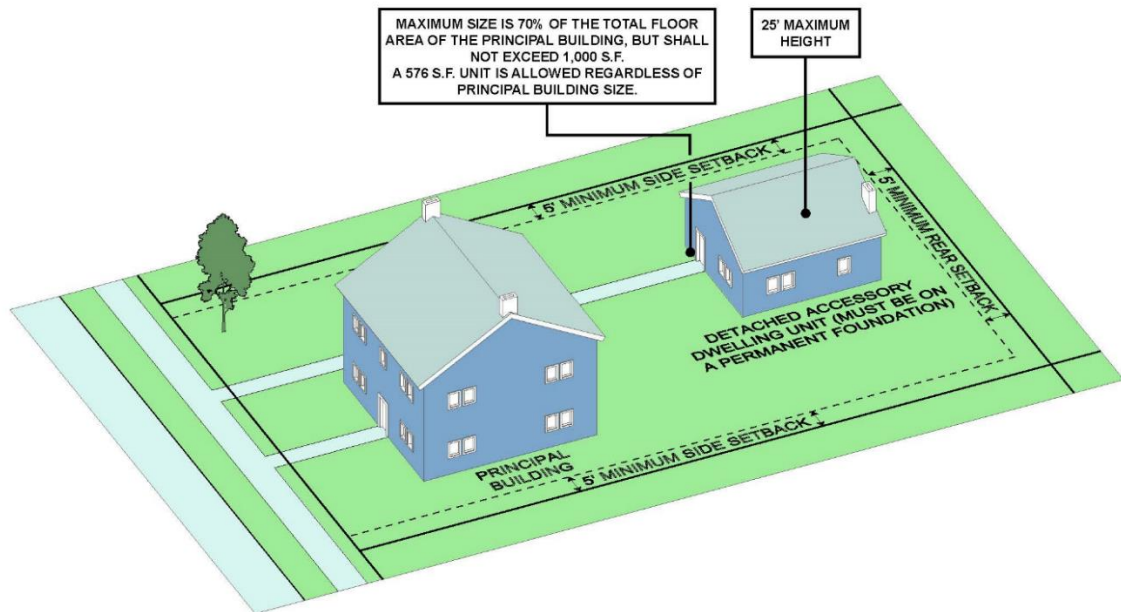 MAXIMUM SIZE IS 70% OF THE TOTAL FLOOR
AREA OF THE PRINCIPAL BUILDING, BUT SHALL
NOT EXCEED 1,000 S.F.
A 576 S.F. UNIT IS ALLOWED REGARDLESS OF
PRINCIPAL BUILDING SIZE.
25' MAXIMUM
HEIGHT
5' MINIMUM SIDE SETBACK
5' MINIMUM REAR SETBACK
DETACHED ACCESSORY
DWELLING UNIT (MUST BE ON
A PERMANENT FOUNDATION)
PRINCIPAL
BUILDING
5' MINIMUM SIDE SETBACK